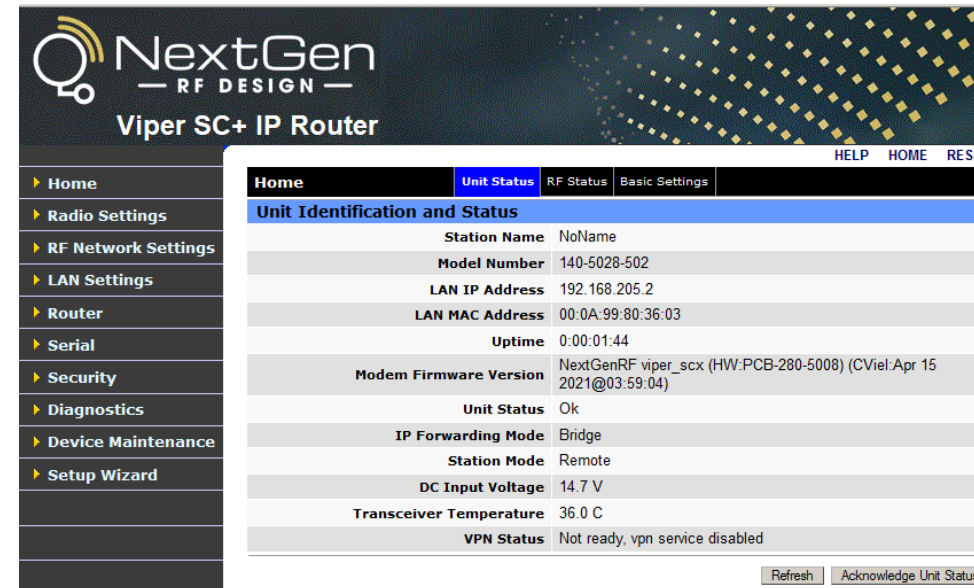 NextGen
RF DESIGN
Viper SC+ IP Router
HELP HOME
Home
Radio Settings
RF Network Settings
LAN Settings
Router
Serial
Security
Diagnostics
Device Maintenance
Setup Wizard
Home Unit Status RF Status Basic Settings
Unit Identification and Status
Station Name NoName
Model Number 140-5028-502
LAN IP Address 192.168.205.2
LAN MAC Address 00:0A:99:80:36:03
Uptime 0:00:01:44
Modem Firmware Version NextGenRF viper_scx (HW:PCB-280-5008) (CViel:Apr 15
2021@03:59:04)
Unit Status Ok
IP Forwarding Mode Bridge
Station Mode Remote
DC Input Voltage 14.7 V
Transceiver Temperature 36.0 C
VPN Status Not ready, vpn service disabled
Refresh Acknowledge Unit